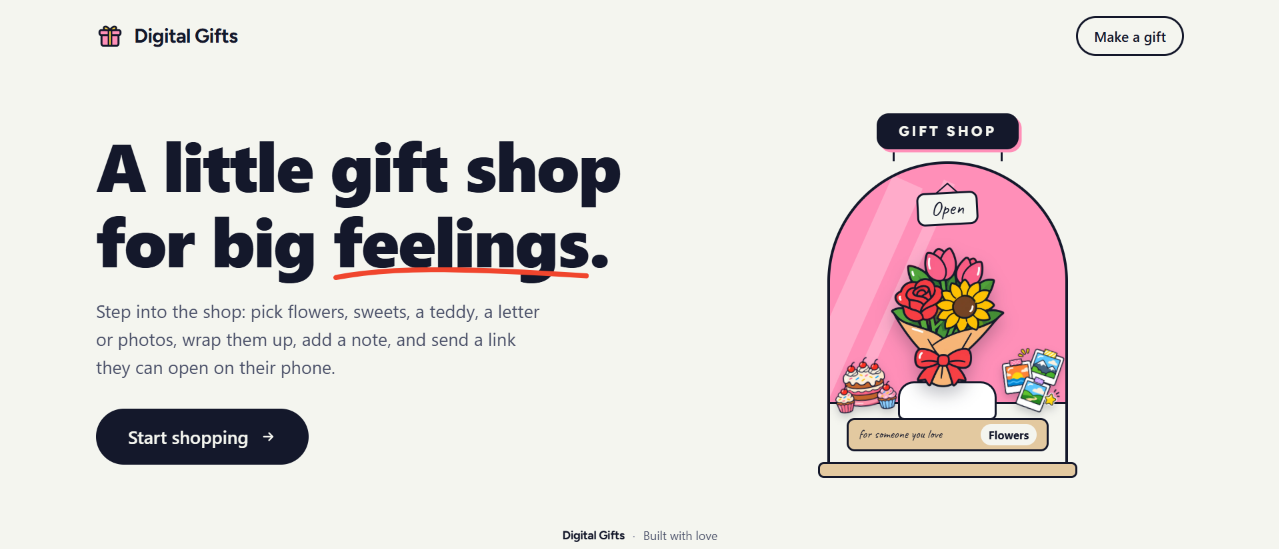 Digital Gifts
Make a gift
GIFT SHOP
A little gift shop
for big feelings.
Open
Step into the shop: pick flowers, sweets, a teddy, a letter
or photos, wrap them up, add a note, and send a link
they can open on their phone.
Start shopping →
for someone you love
Flowers
Digital Gifts · Built with love